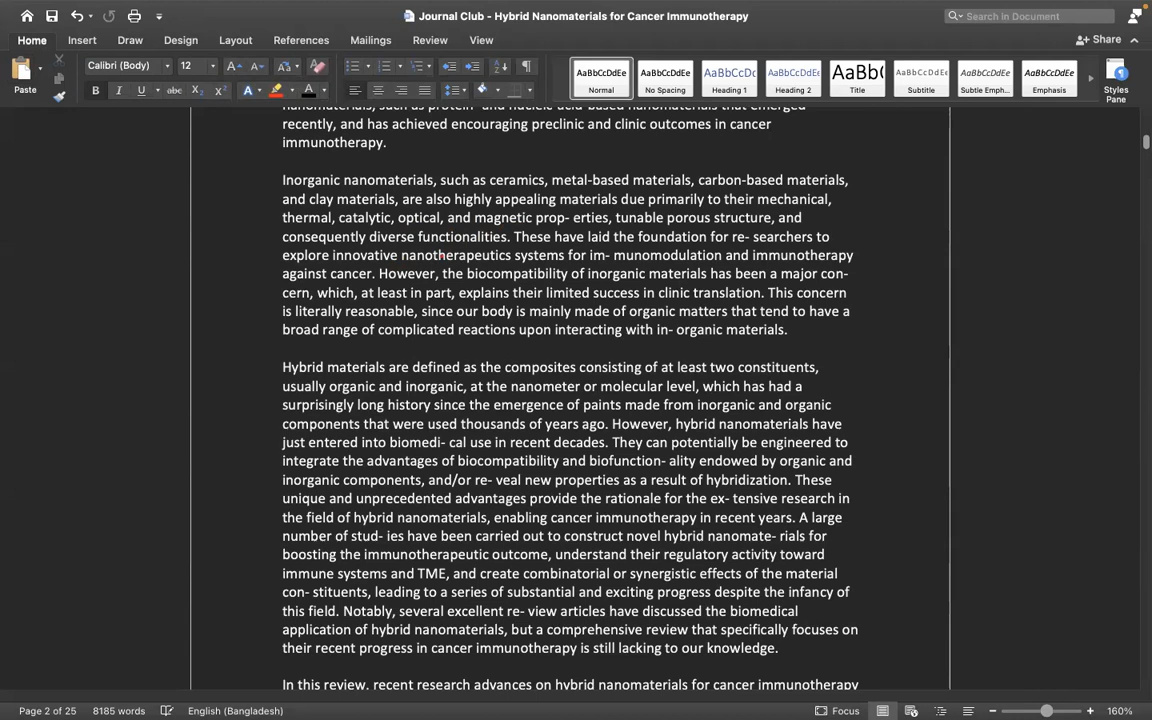 Journal Club - Hybrid Nanomaterials for Cancer Immunotherapy
Search in Document
Home Insert Draw Design Layout References Mailings Review View
Share
Paste
Calibri (Body) 12
AaBbCcDdEe AaBbCcDdEe AaBbCcDc AaBbCcDdEe AaBb( AaBbCcDdEe AaBbCcDdEe AaBbCcDdEe
Normal No Spacing Heading 1 Heading 2 Title Subtitle Subtle Emph... Emphasis
Styles
Pane
nanomaterials, such as protein- and nucleic acid-based nanomaterials that emerged
recently, and has achieved encouraging preclinic and clinic outcomes in cancer
immunotherapy.
Inorganic nanomaterials, such as ceramics, metal-based materials, carbon-based materials,
and clay materials, are also highly appealing materials due primarily to their mechanical,
thermal, catalytic, optical, and magnetic prop- erties, tunable porous structure, and
consequently diverse functionalities. These have laid the foundation for re- searchers to
explore innovative nanotherapeutics systems for im- munomodulation and immunotherapy
against cancer. However, the biocompatibility of inorganic materials has been a major con-
cern, which, at least in part, explains their limited success in clinic translation. This concern
is literally reasonable, since our body is mainly made of organic matters that tend to have a
broad range of complicated reactions upon interacting with in- organic materials.
Hybrid materials are defined as the composites consisting of at least two constituents,
usually organic and inorganic, at the nanometer or molecular level, which has had a
surprisingly long history since the emergence of paints made from inorganic and organic
components that were used thousands of years ago. However, hybrid nanomaterials have
just entered into biomedi- cal use in recent decades. They can potentially be engineered to
integrate the advantages of biocompatibility and biofunction- ality endowed by organic and
inorganic components, and/or re- veal new properties as a result of hybridization. These
unique and unprecedented advantages provide the rationale for the ex- tensive research in
the field of hybrid nanomaterials, enabling cancer immunotherapy in recent years. A large
number of stud- ies have been carried out to construct novel hybrid nanomate- rials for
boosting the immunotherapeutic outcome, understand their regulatory activity toward
immune systems and TME, and create combinatorial or synergistic effects of the material
con- stituents, leading to a series of substantial and exciting progress despite the infancy of
this field. Notably, several excellent re- view articles have discussed the biomedical
application of hybrid nanomaterials, but a comprehensive review that specifically focuses on
their recent progress in cancer immunotherapy is still lacking to our knowledge.
In this review, recent research advances on hybrid nanomaterials for cancer immunotherapy
Page 2 of 25 8185 words English (Bangladesh) Focus 160%